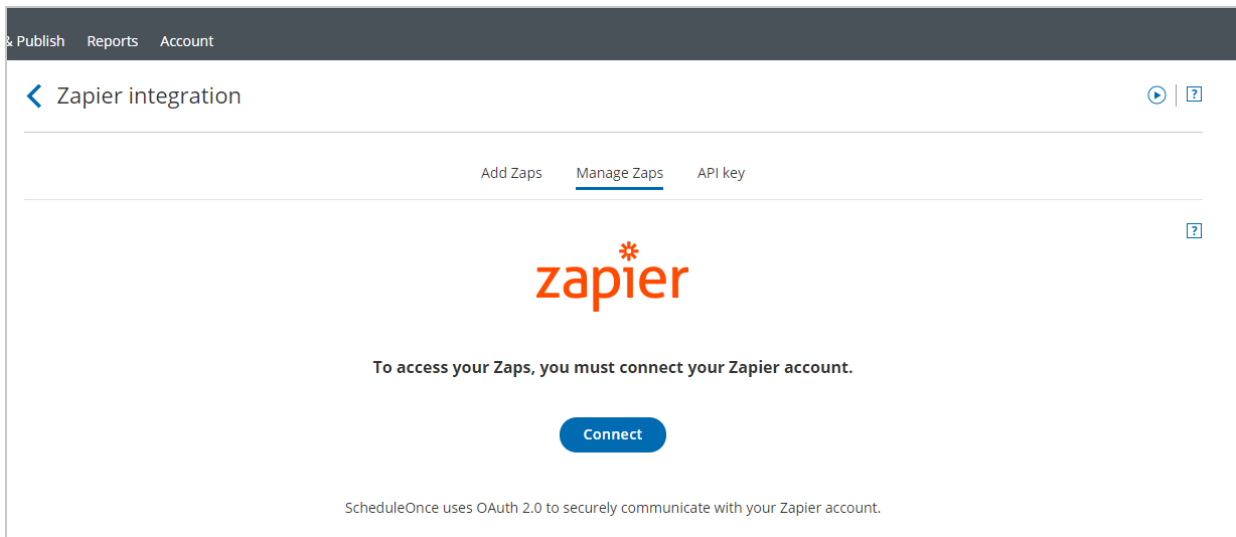 & Publish Reports Account
Zapier integration
?
Add Zaps Manage Zaps API key
?
zapier
To access your Zaps, you must connect your Zapier account.
Connect
ScheduleOnce uses OAuth 2.0 to securely communicate with your Zapier account.